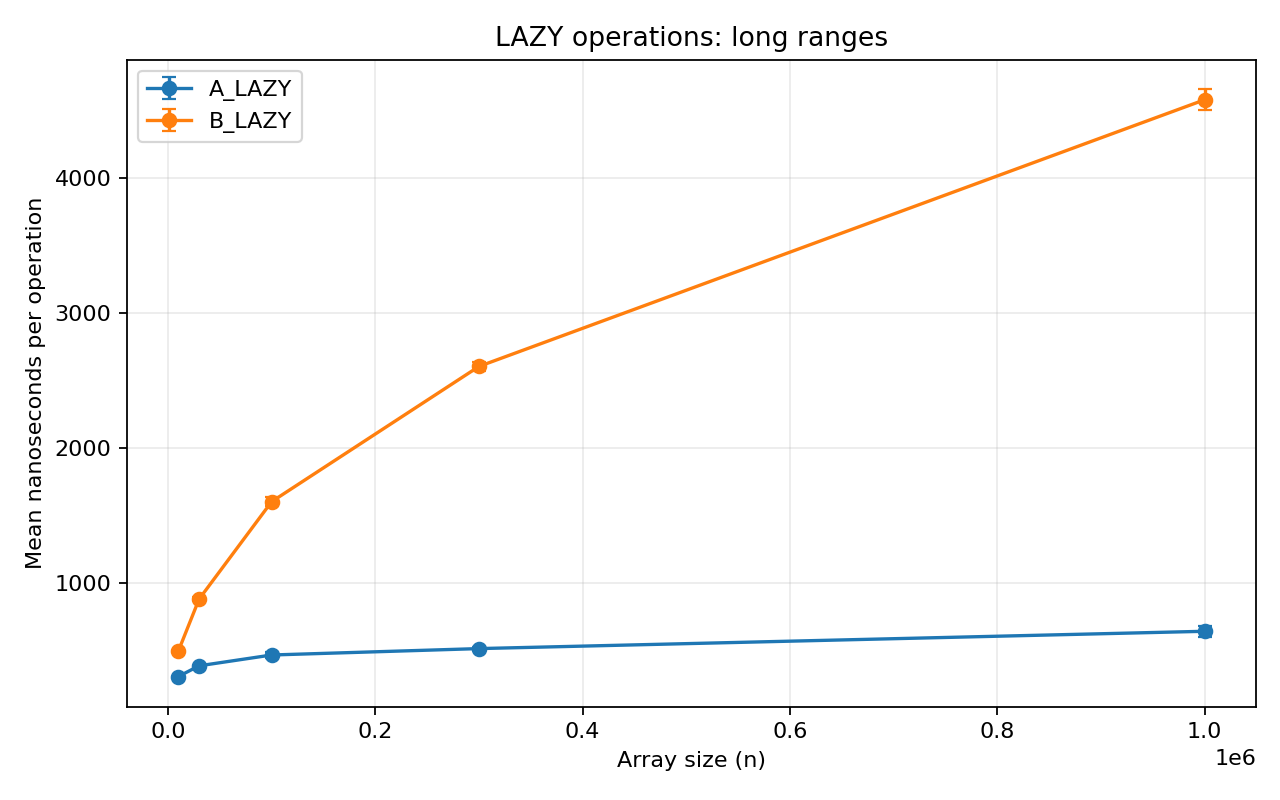 LAZY operations: long ranges
A_LAZY
B_LAZY
4000
3000
2000
1000
Mean nanoseconds per operation
0.0 0.2 0.4 0.6 0.8 1.0
1e6
Array size (n)